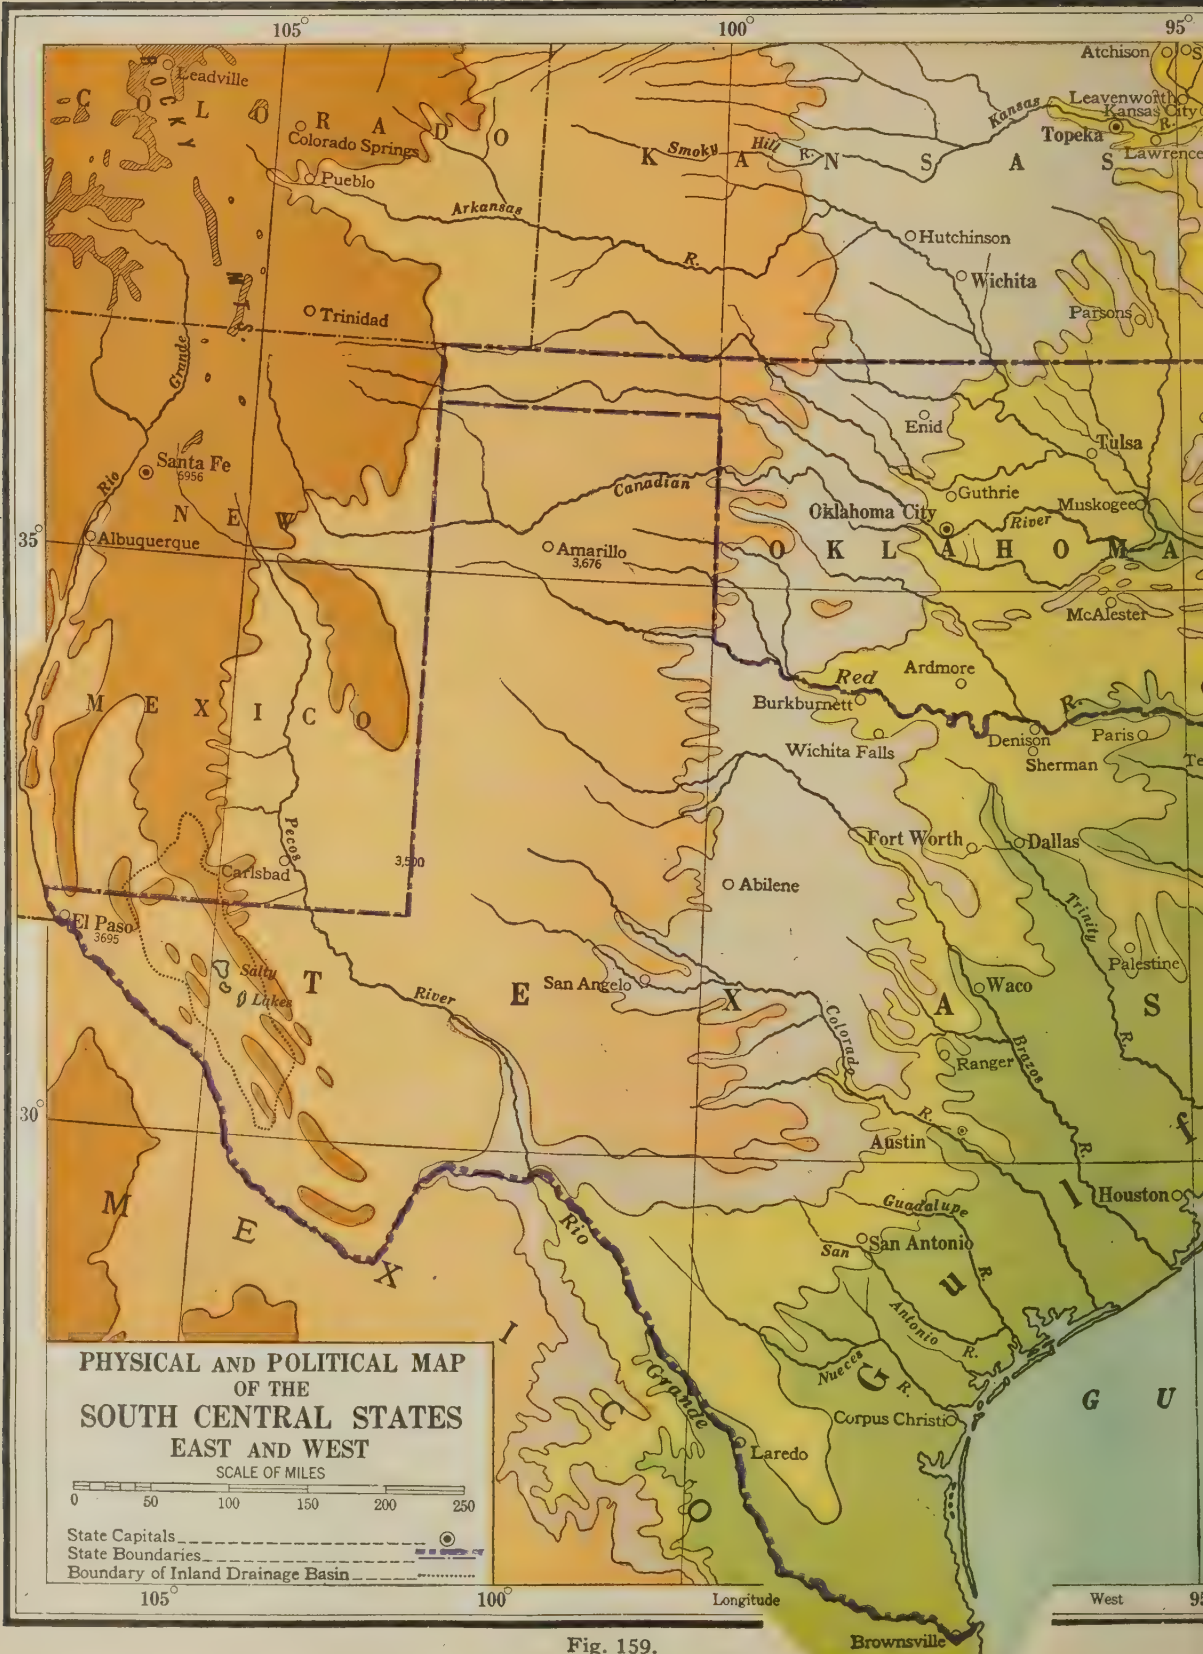 105° 100° 95°
Atchison
Leadville
ROCKY
Leavenworth
Kansas City
COLORADO
Kansas R.
Topeka
Colorado Springs
Smoky Hill R.
KANSAS
Lawrence
Pueblo
Arkansas R.
Hutchinson
Wichita
MTS.
Trinidad
Parsons
Rio Grande
Enid
Tulsa
Santa Fe
5956
Canadian River
Guthrie
Muskogee
Oklahoma City
NEW MEXICO
35°
Albuquerque
Amarillo
3,676
OKLAHOMA
McAlester
Ardmore
Red R.
Burkburnett
Wichita Falls
Denison
Sherman
Paris
Te
Pecos River
Fort Worth
Dallas
3,500
Carlsbad
Abilene
El Paso
3695
Trinity R.
Palestine
Salty Lakes
TEXAS
San Angelo
Waco
Colorado R.
Ranger
Brazos R.
30°
Austin
Houston
Guadalupe R.
San Antonio
San Antonio R.
MEXICO
Rio Grande
Nueces R.
Gulf
GU
Corpus Christi
Laredo
PHYSICAL AND POLITICAL MAP
OF THE
SOUTH CENTRAL STATES
EAST AND WEST
SCALE OF MILES
0 50 100 150 200 250
State Capitals
State Boundaries
Boundary of Inland Drainage Basin
105° 100° Longitude West 95
Brownsville
Fig. 159.